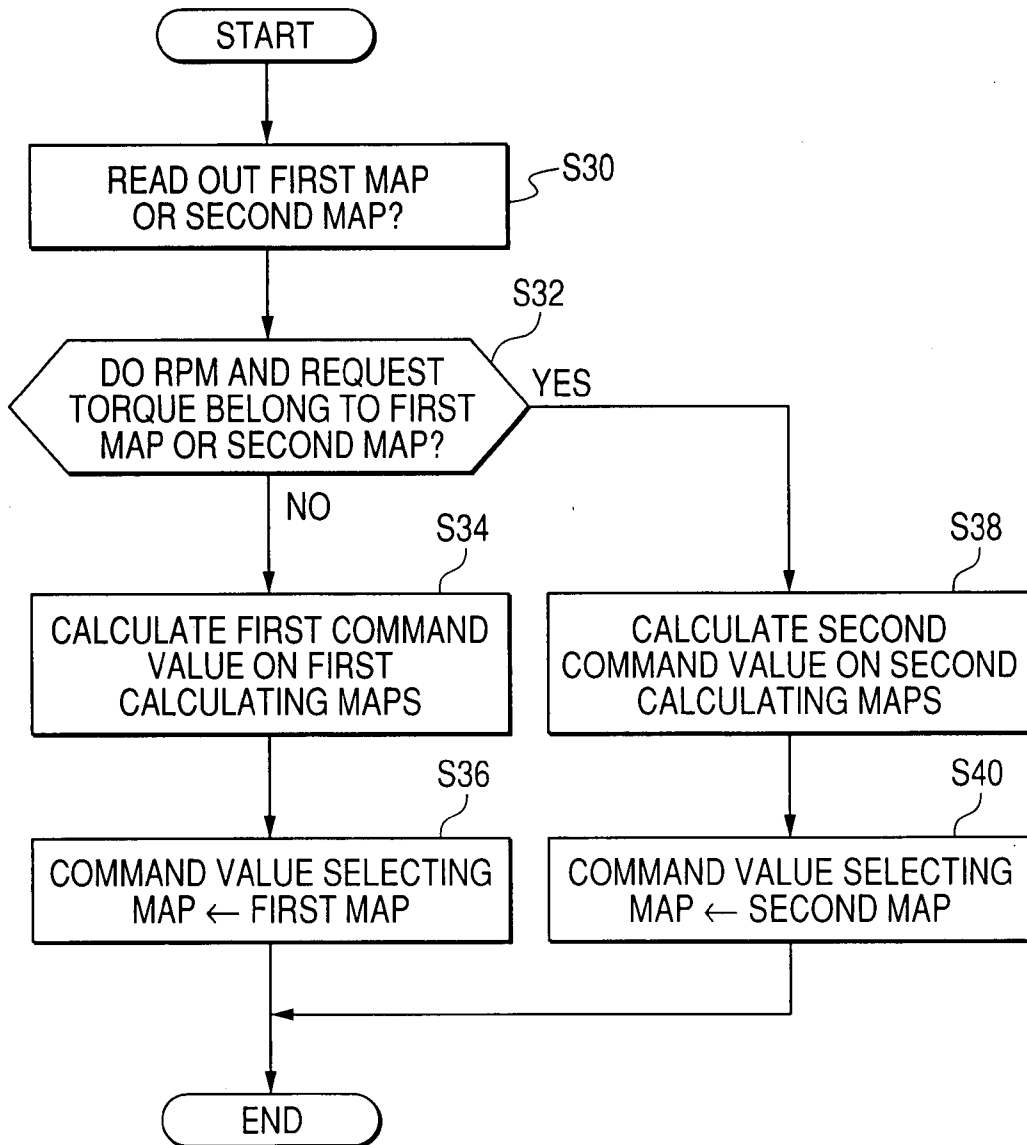 START
READ OUT FIRST MAP
OR SECOND MAP?
S30
S32
DO RPM AND REQUEST
TORQUE BELONG TO FIRST
MAP OR SECOND MAP?
YES
NO
S34
CALCULATE FIRST COMMAND
VALUE ON FIRST
CALCULATING MAPS
S38
CALCULATE SECOND
COMMAND VALUE ON SECOND
CALCULATING MAPS
S36
COMMAND VALUE SELECTING
MAP ← FIRST MAP
S40
COMMAND VALUE SELECTING
MAP ← SECOND MAP
END